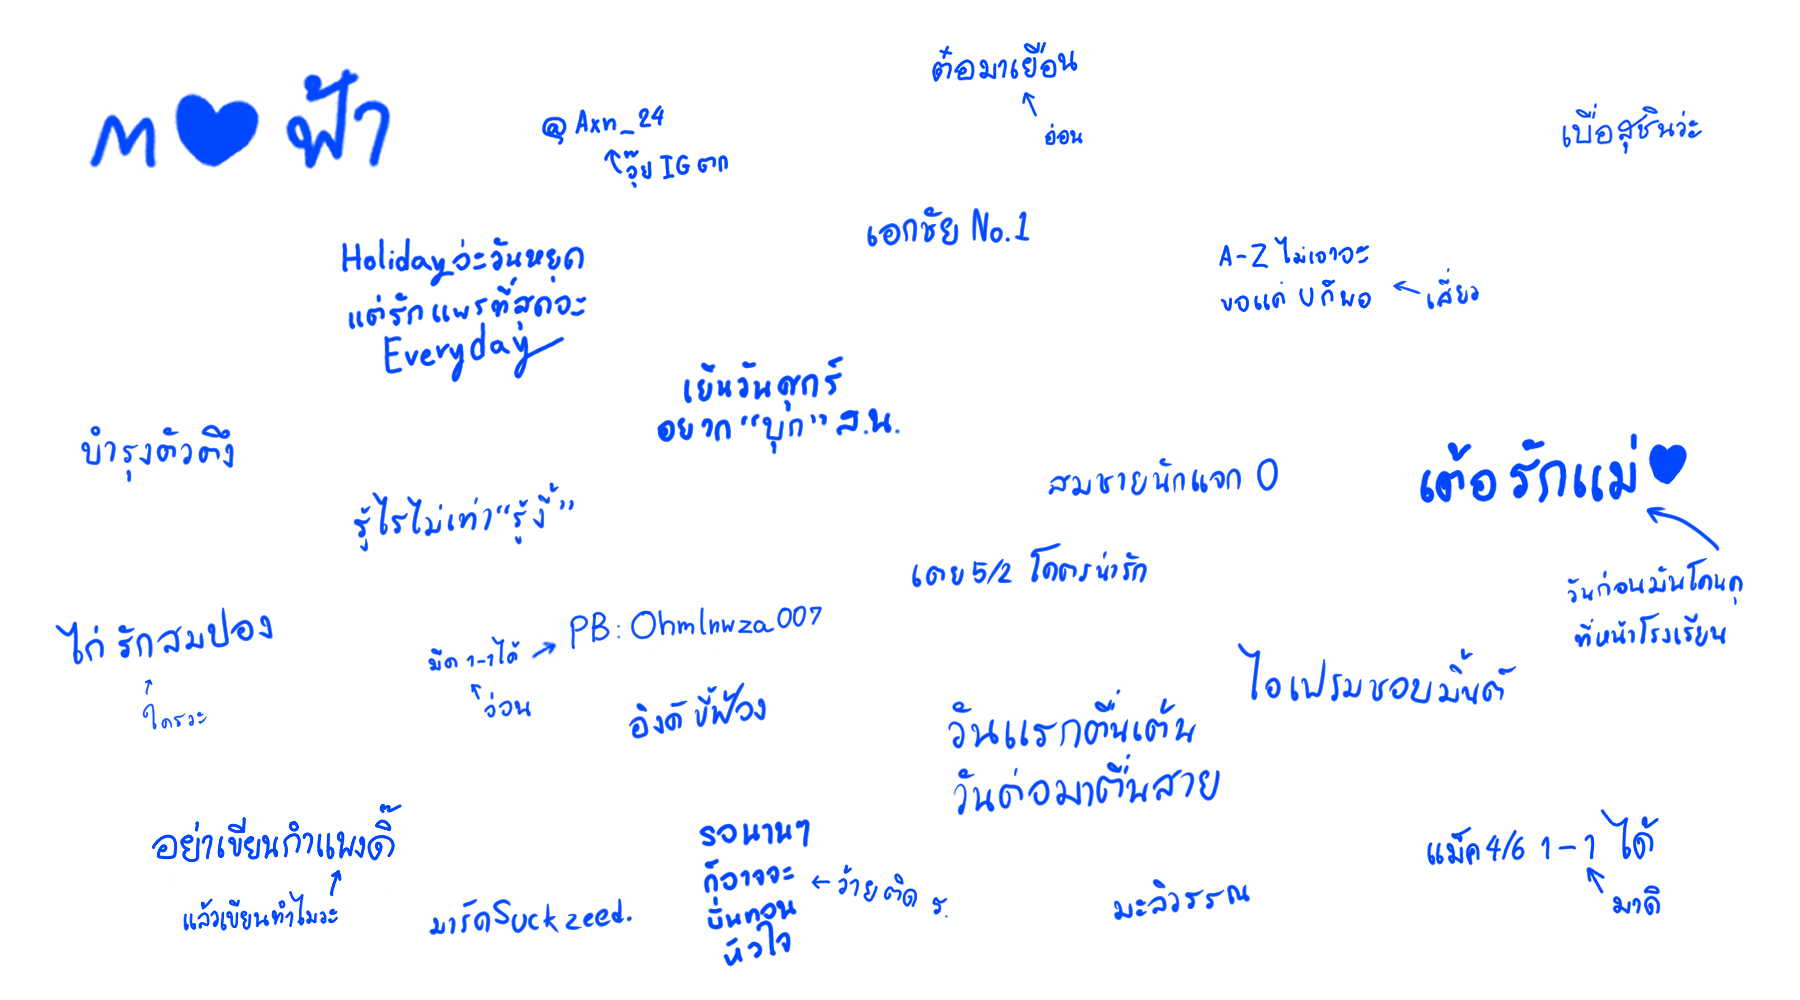 ต๋อมาเยือน
อ่อน
m ♥ ฟ้า
@Axn_24
อุ๊ย IG ตก
เบื่อสุชินว่ะ
เอกชัย No.1
Holiday อ่ะวันหยุด
แต่รักแพรที่สุดอะ
Everyday
A-Z ไม่เอาอะ
ขอแค่ U ก็พอ
เสี่ยว
เย็นวันศุกร์
อยาก "บุก" ส.น.
บำรุงตัวตึง
สมชายนักแจก 0
เต้อรักแม่ ♥
วันก่อนมันโดนดุ
ที่หน้าโรงเรียน
รู้ไรไม่เท่า "รู้งี้"
เตย 5/2 โคตรน่ารัก
ไก่รักสมปอง
ใครวะ
มีด 1-1 ได้
อ่อน
PB: Ohmlnwza007
อิงค์ขี้ฟ้อง
ไอเฟรมชอบมิ้นต์
วันแรกตื่นเต้น
วันต่อมาตื่นสาย
อย่าเขียนกำแพงดิ๊
แล้วเขียนทำไมวะ
มาร์คSuckzeed.
รอนานๆ
ก็อาจจะ
บั่นทอน
หัวใจ
ว้ายติด ร.
มะลิวรรณ
แม็ค 4/6 1-1 ได้
มาดิ